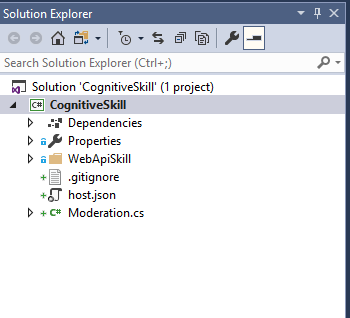 Solution Explorer
Search Solution Explorer (Ctrl+;)
Solution 'CognitiveSkill' (1 project)
C# CognitiveSkill
Dependencies
Properties
WebApiSkill
.gitignore
host.json
C# Moderation.cs